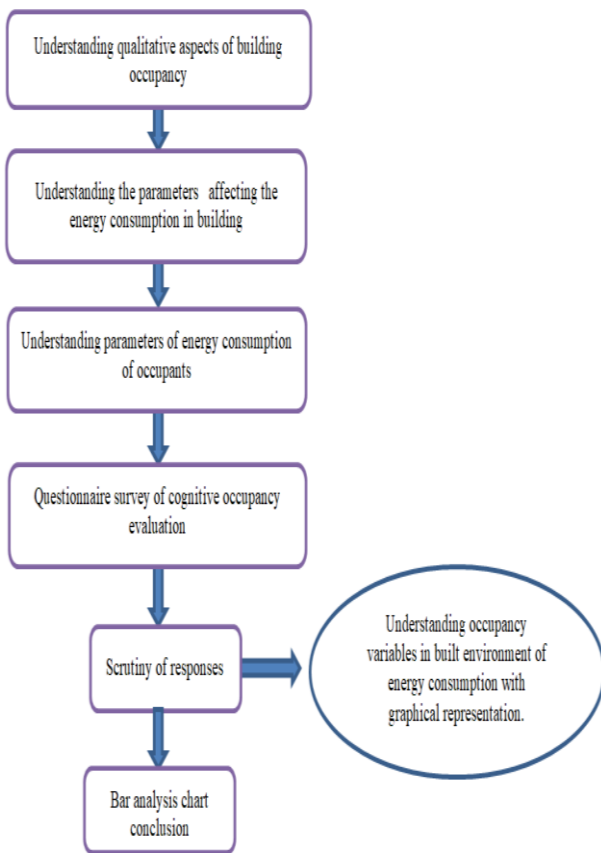 Understanding qualitative aspects of building
occupancy
Understanding the parameters affecting the
energy consumption in building
Understanding parameters of energy consumption
of occupants
Questionnaire survey of cognitive occupancy
evaluation
Scrutiny of responses
Understanding occupancy
variables in built environment of
energy consumption with
graphical representation.
Bar analysis chart
conclusion